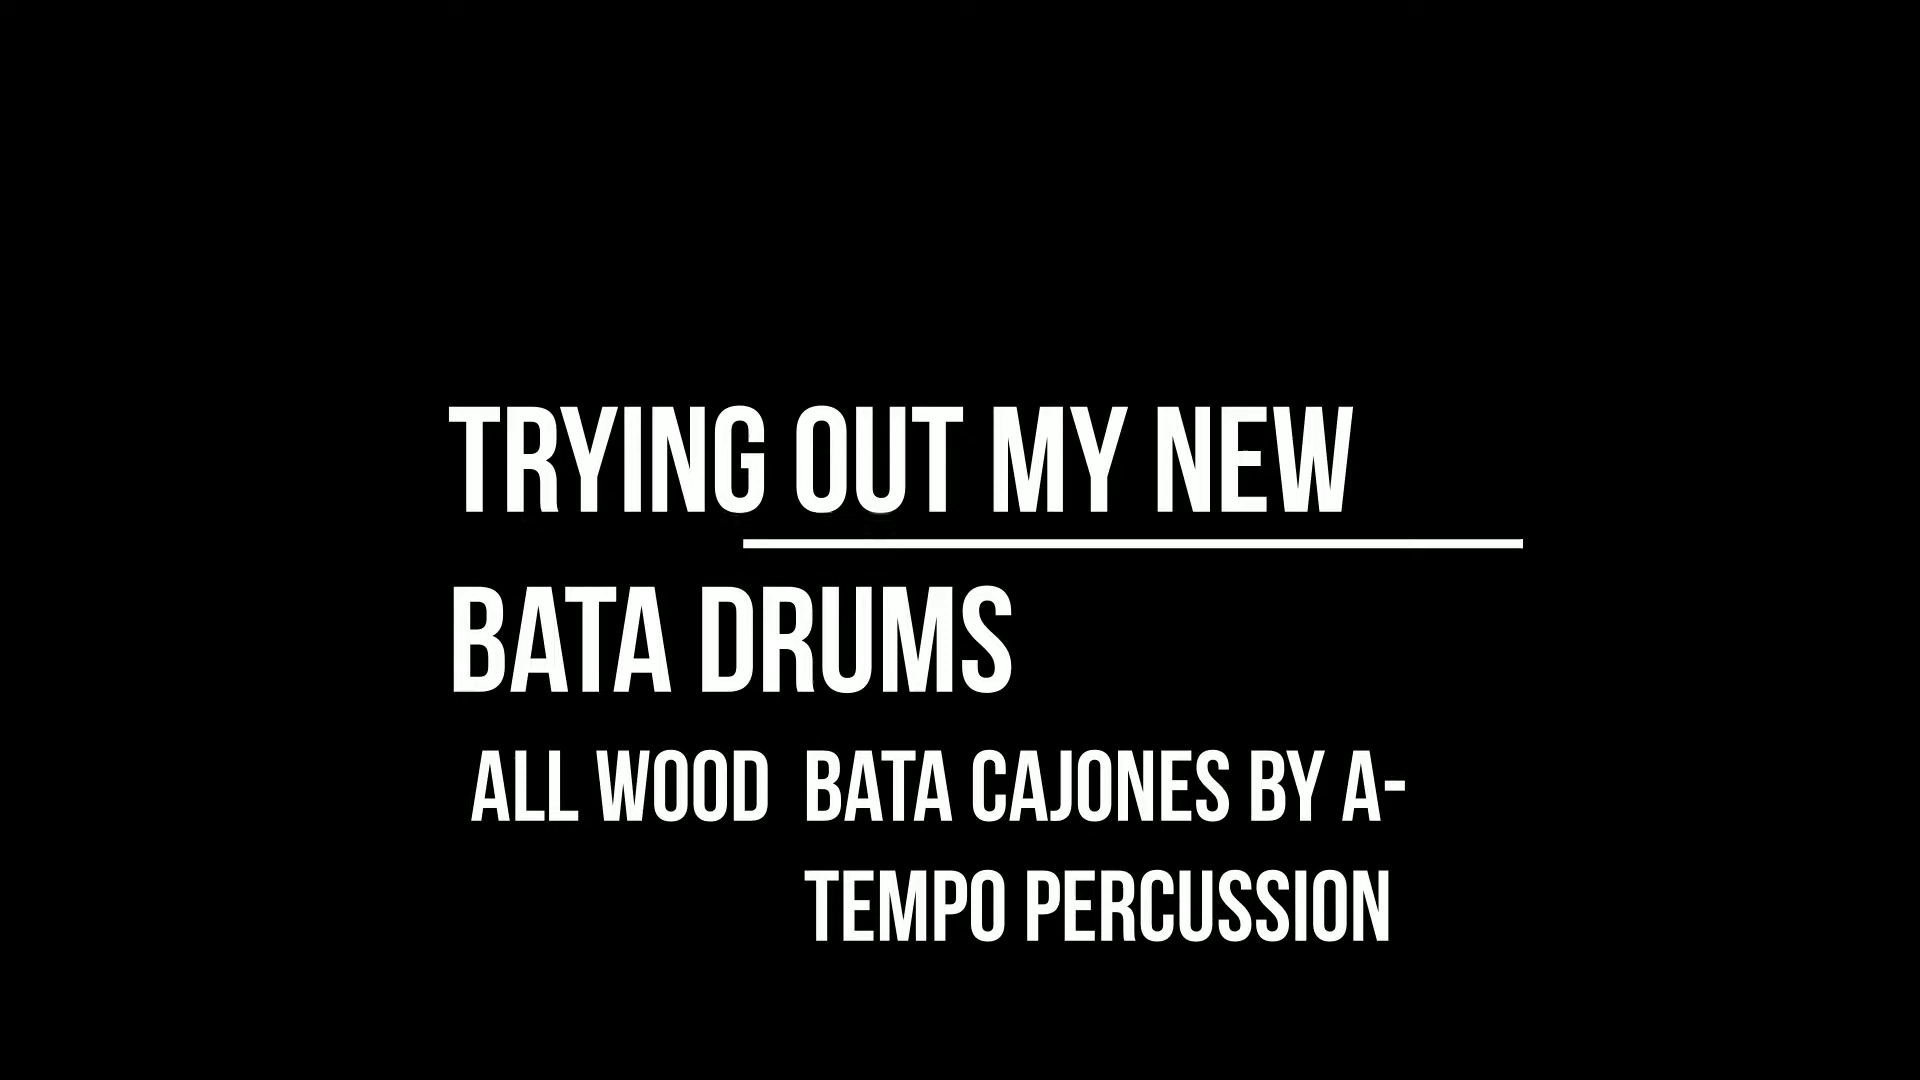 TRYING OUT MY NEW
BATA DRUMS
ALL WOOD BATA CAJONES BY A-
TEMPO PERCUSSION